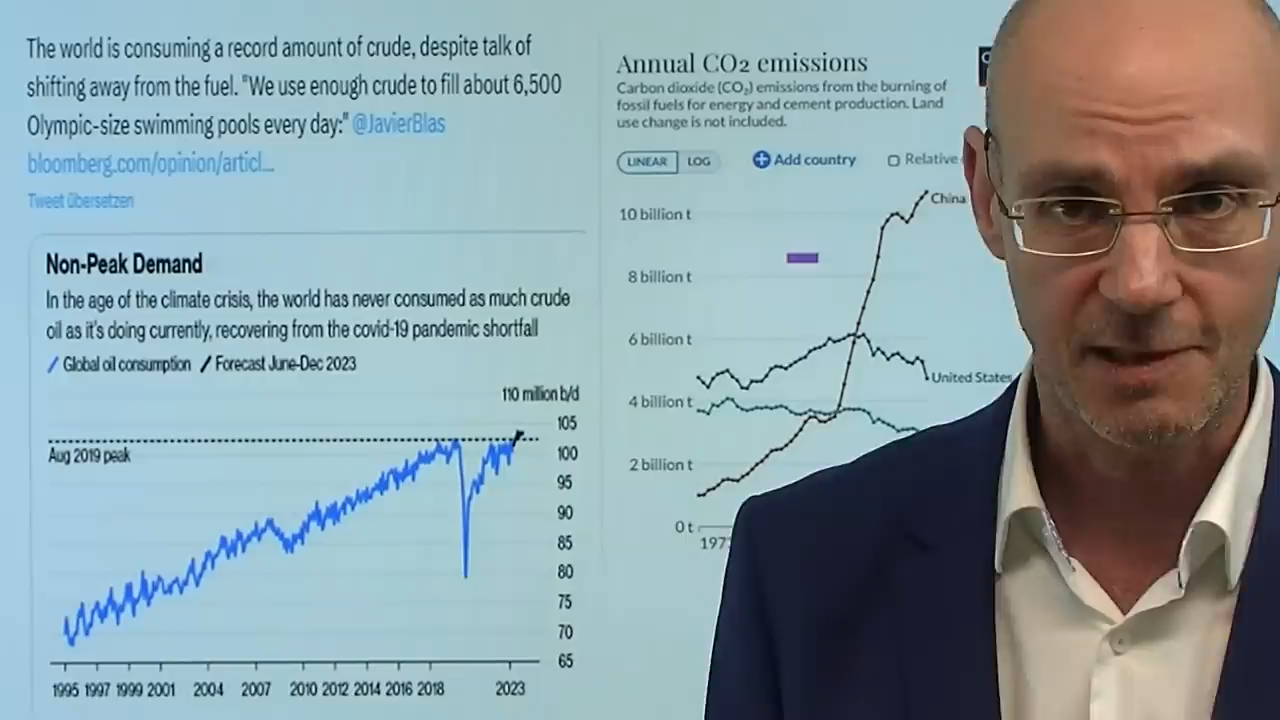 The world is consuming a record amount of crude, despite talk of
shifting away from the fuel. "We use enough crude to fill about 6,500
Olympic-size swimming pools every day:" @JavierBlas
bloomberg.com/opinion/articl...
Tweet übersetzen
Non-Peak Demand
In the age of the climate crisis, the world has never consumed as much crude
oil as it's doing currently, recovering from the covid-19 pandemic shortfall
Global oil consumption Forecast June-Dec 2023
110 million b/d
105
Aug 2019 peak
100
95
90
85
80
75
70
65
1995 1997 1999 2001 2004 2007 2010 2012 2014 2016 2018 2023
Annual CO2 emissions
Carbon dioxide (CO₂) emissions from the burning of
fossil fuels for energy and cement production. Land
use change is not included.
LINEAR LOG Add country Relative
10 billion t
China
8 billion t
6 billion t
United States
4 billion t
2 billion t
0 t